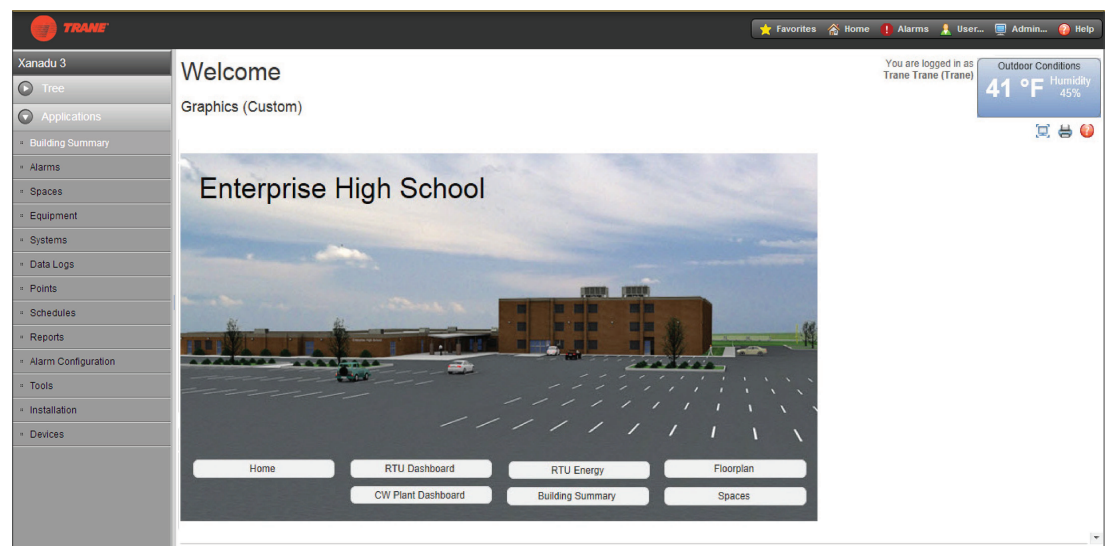 TRANE
Favorites Home Alarms User... Admin... Help
Xanadu 3
Tree
Applications
Building Summary
Alarms
Spaces
Equipment
Systems
Data Logs
Points
Schedules
Reports
Alarm Configuration
Tools
Installation
Devices
Welcome
Graphics (Custom)
You are logged in as
Trane Trane (Trane)
Outdoor Conditions
41 °F Humidity
45%
Enterprise High School
Home RTU Dashboard RTU Energy Floorplan
CW Plant Dashboard Building Summary Spaces